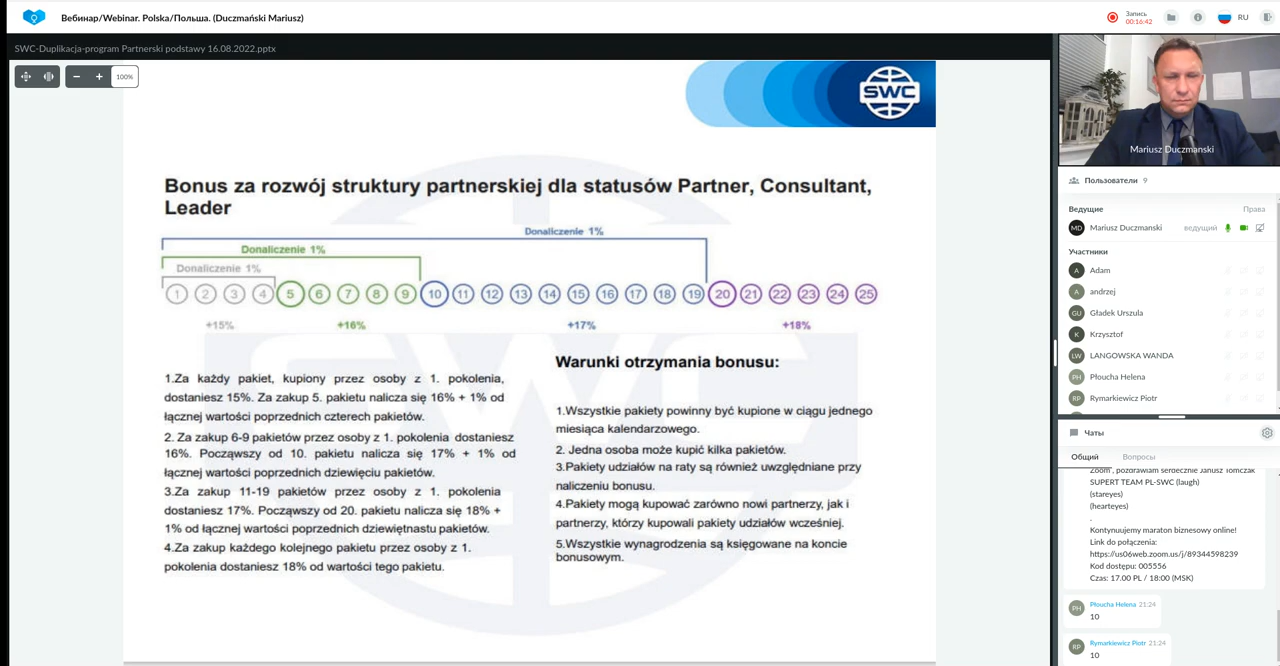 Вебинар/Webinar. Polska/Польша. (Duczmański Mariusz)
Запись
00:16:42
RU
SWC-Duplikacja-program Partnerski podstawy 16.08.2022.pptx
100%
SWC
Bonus za rozwój struktury partnerskiej dla statusów Partner, Consultant,
Leader
Donaliczenie 1%
Donaliczenie 1%
Donaliczenie 1%
1 2 3 4 5 6 7 8 9 10 11 12 13 14 15 16 17 18 19 20 21 22 23 24 25
+15% +16% +17% +18%
1.Za każdy pakiet, kupiony przez osoby z 1. pokolenia,
dostaniesz 15%. Za zakup 5. pakietu nalicza się 16% + 1% od
łącznej wartości poprzednich czterech pakietów.
2. Za zakup 6-9 pakietów przez osoby z 1. pokolenia dostaniesz
16%. Począwszy od 10. pakietu nalicza się 17% + 1% od
łącznej wartości poprzednich dziewięciu pakietów.
3.Za zakup 11-19 pakietów przez osoby z 1. pokolenia
dostaniesz 17%. Począwszy od 20. pakietu nalicza się 18% +
1% od łącznej wartości poprzednich dziewiętnastu pakietów.
4.Za zakup każdego kolejnego pakietu przez osoby z 1.
pokolenia dostaniesz 18% od wartości tego pakietu.
Warunki otrzymania bonusu:
1.Wszystkie pakiety powinny być kupione w ciągu jednego
miesiąca kalendarzowego.
2. Jedna osoba może kupić kilka pakietów.
3.Pakiety udziałów na raty są również uwzględniane przy
naliczeniu bonusu.
4.Pakiety mogą kupować zarówno nowi partnerzy, jak i
partnerzy, którzy kupowali pakiety udziałów wcześniej.
5.Wszystkie wynagrodzenia są księgowane na koncie
bonusowym.
Mariusz Duczmanski
Пользователи 9
Ведущие Права
MD Mariusz Duczmanski ведущий
Участники
A Adam
A andrzej
GU Gładek Urszula
K Krzysztof
LW LANGOWSKA WANDA
PH Płoucha Helena
RP Rymarkiewicz Piotr
Чаты
Общий Вопросы
Zoom", pozdrawiam serdecznie Janusz Tomczak
SUPERT TEAM PL-SWC (laugh)
(stareyes)
(hearteyes)
.
Kontynuujemy maraton biznesowy online!
Link do połączenia:
https://us06web.zoom.us/j/89344598239
Kod dostępu: 005556
Czas: 17.00 PL / 18:00 (MSK)
PH Płoucha Helena 21:24
10
RP Rymarkiewicz Piotr 21:24
10